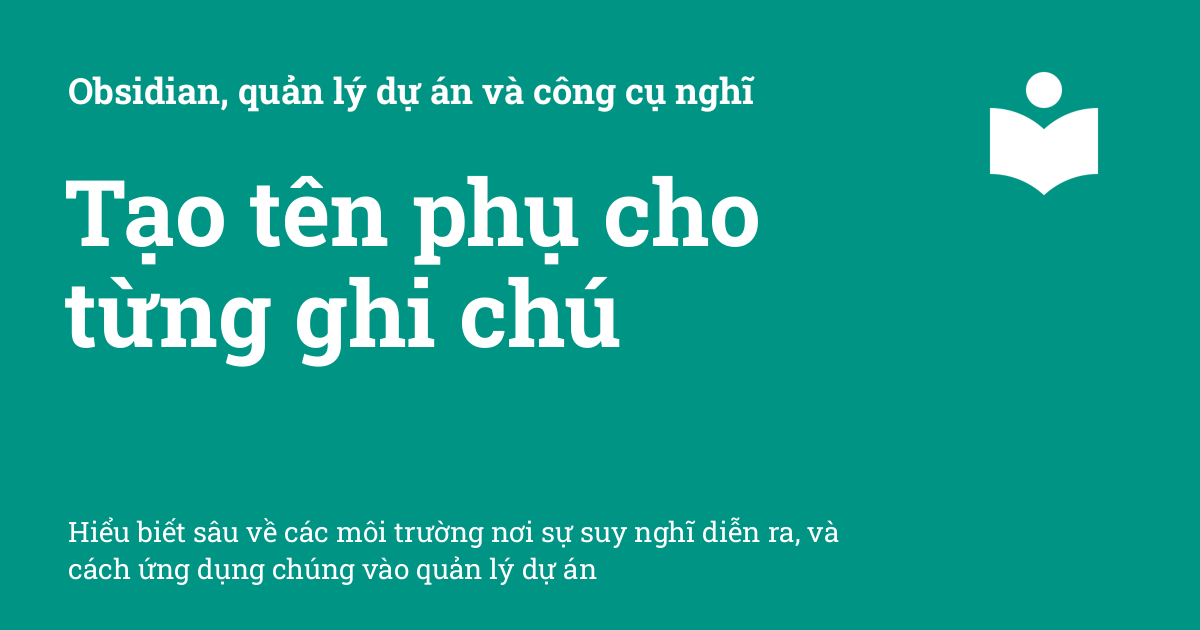 Obsidian, quản lý dự án và công cụ nghĩ
Tạo tên phụ cho
từng ghi chú
Hiểu biết sâu về các môi trường nơi sự suy nghĩ diễn ra, và
cách ứng dụng chúng vào quản lý dự án